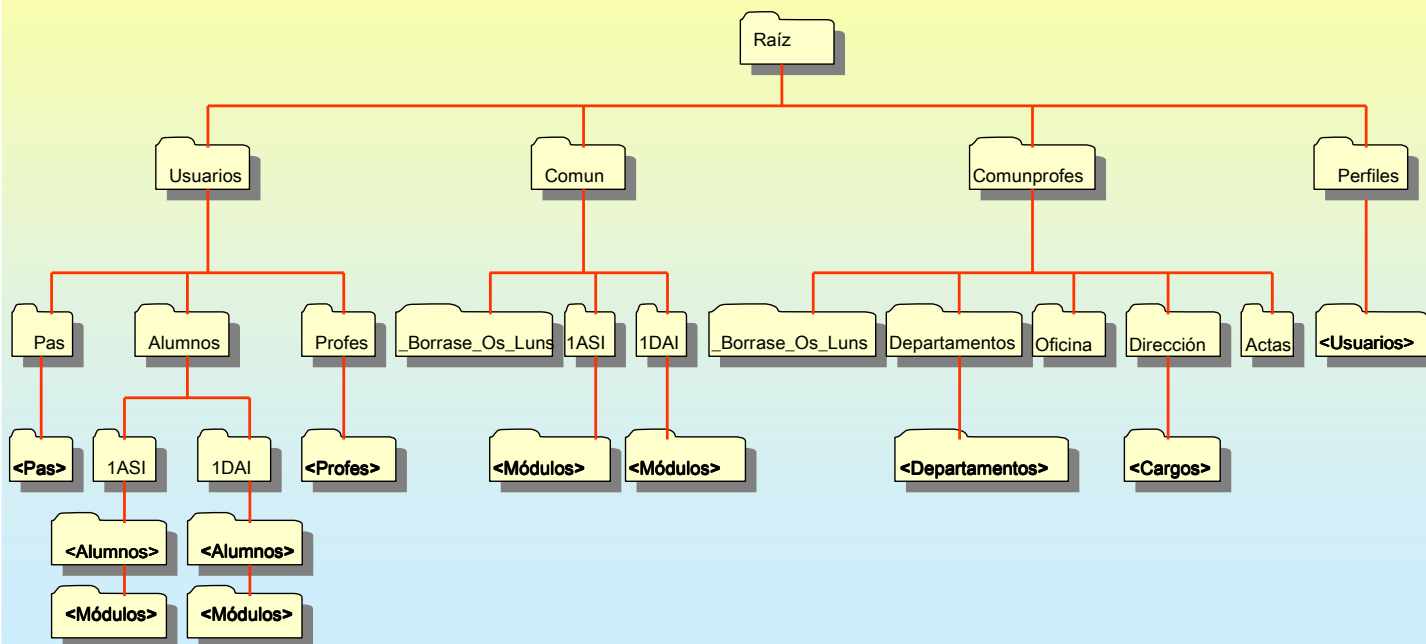 Raíz
Usuarios
Comun
Comunprofes
Perfiles
Pas
Alumnos
Profes
_Borrase_Os_Luns
1ASI
1DAI
_Borrase_Os_Luns
Departamentos
Oficina
Dirección
Actas
<Usuarios>
<Pas>
1ASI
1DAI
<Profes>
<Módulos>
<Módulos>
<Departamentos>
<Cargos>
<Alumnos>
<Alumnos>
<Módulos>
<Módulos>